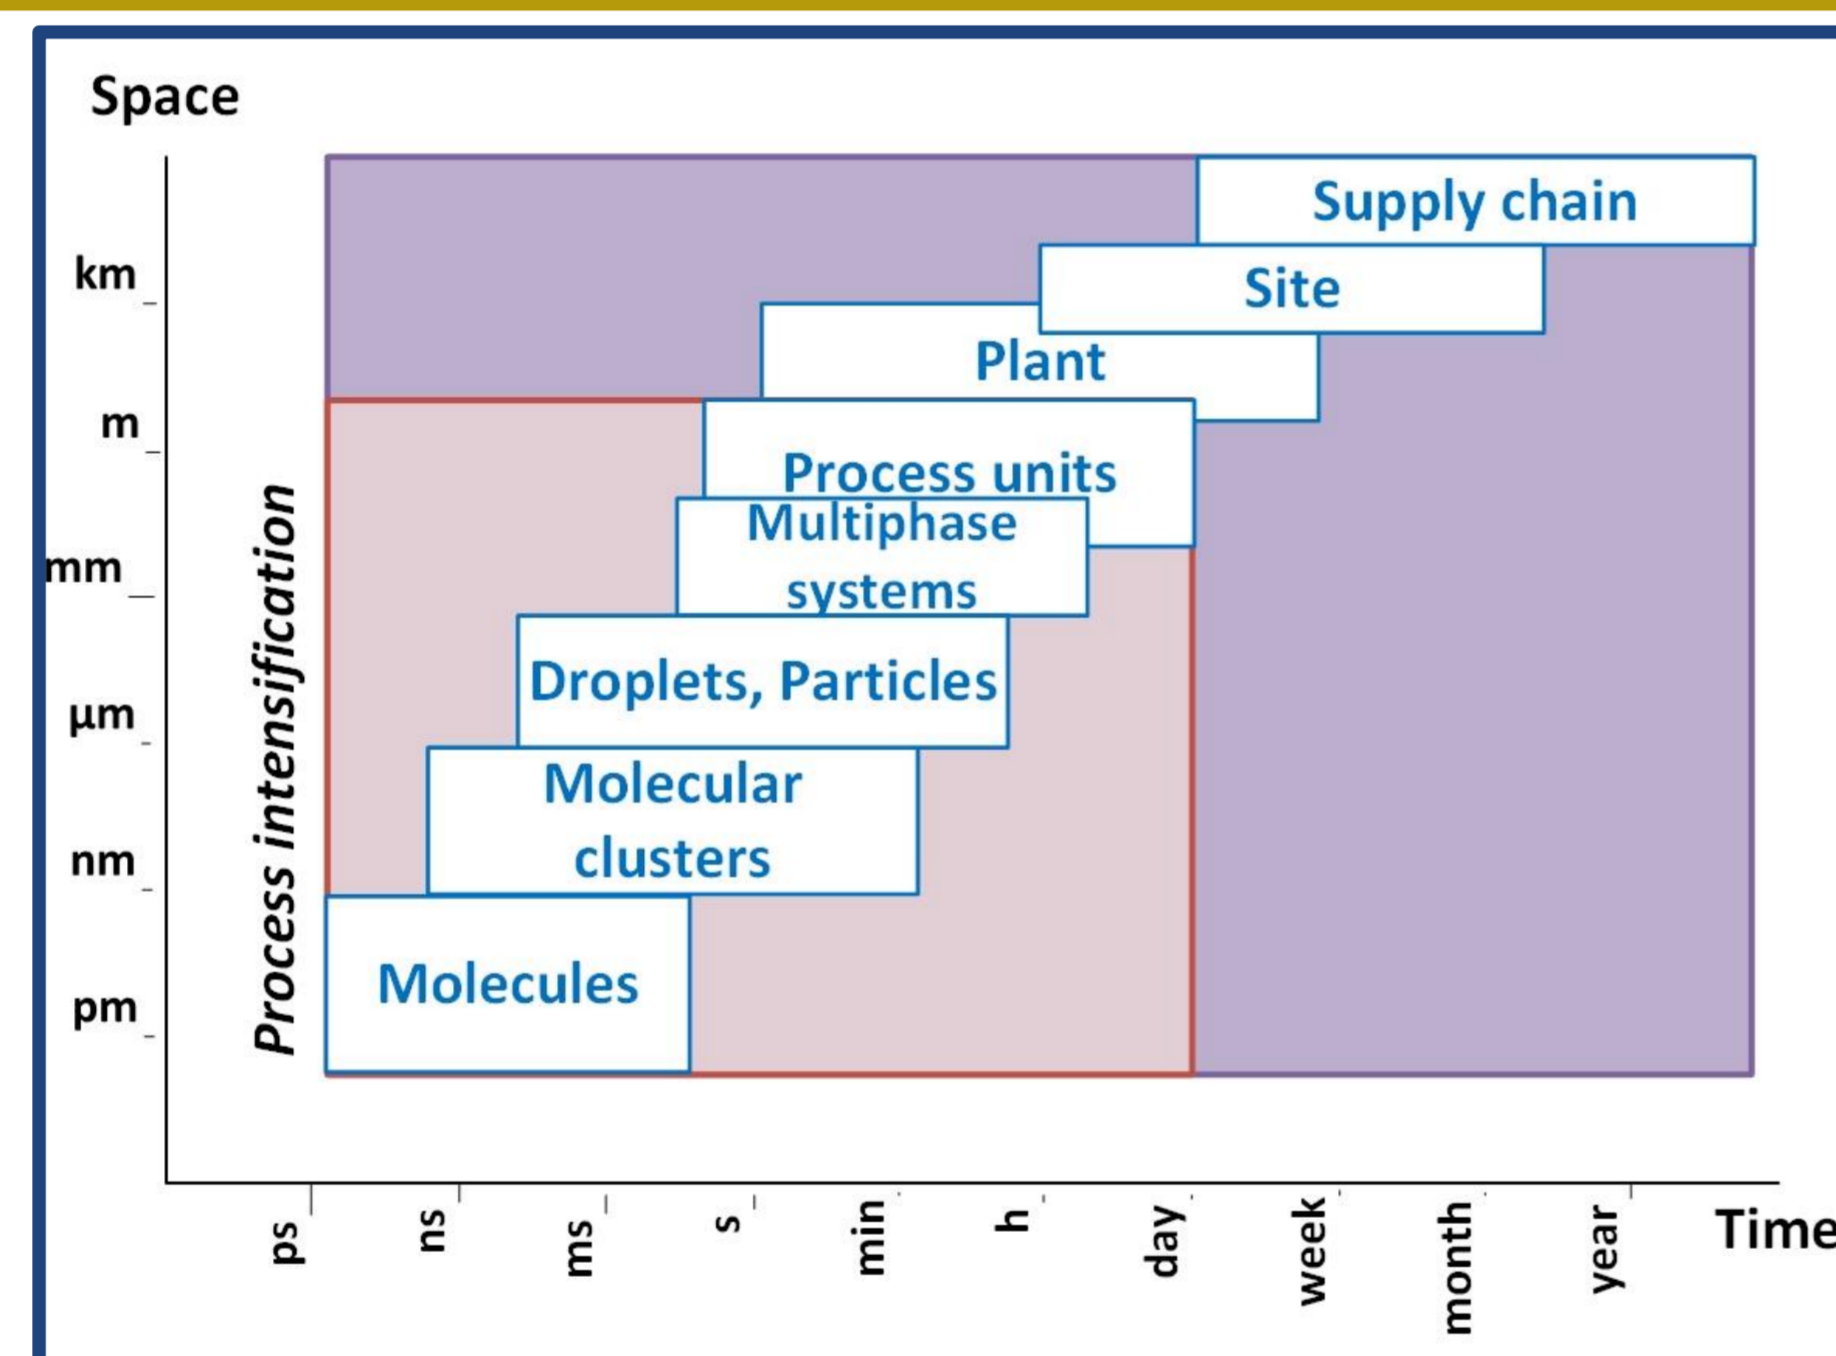 Space
km
m
mm
μm
nm
pm
Process intensification
Supply chain
Site
Plant
Process units
Multiphase
systems
Droplets, Particles
Molecular
clusters
Molecules
ps
ns
ms
s
min
h
day
week
month
year
Time